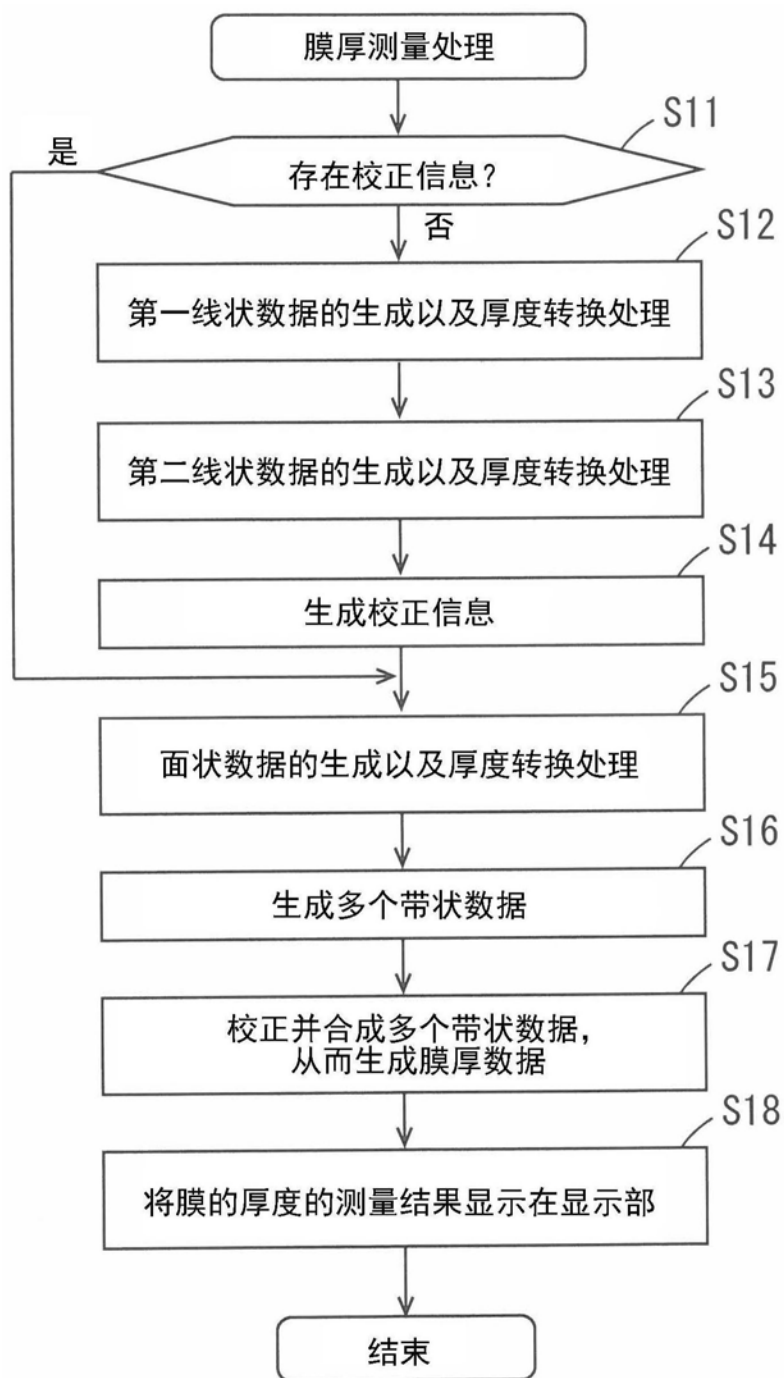 膜厚测量处理
S11
是
存在校正信息?
否
S12
第一线状数据的生成以及厚度转换处理
S13
第二线状数据的生成以及厚度转换处理
S14
生成校正信息
S15
面状数据的生成以及厚度转换处理
S16
生成多个带状数据
S17
校正并合成多个带状数据,
从而生成膜厚数据
S18
将膜的厚度的测量结果显示在显示部
结束